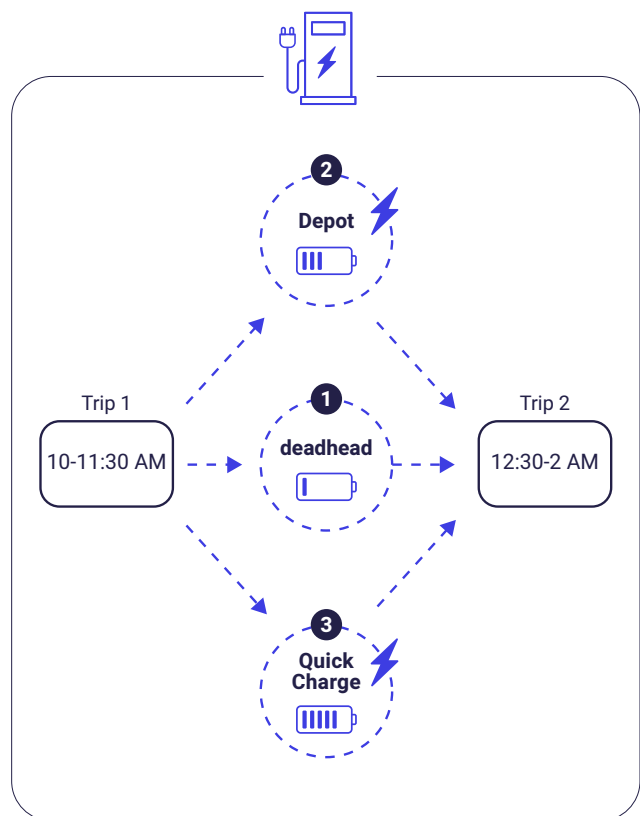 2
Depot
Trip 1
10-11:30 AM
1
deadhead
Trip 2
12:30-2 AM
3
Quick
Charge